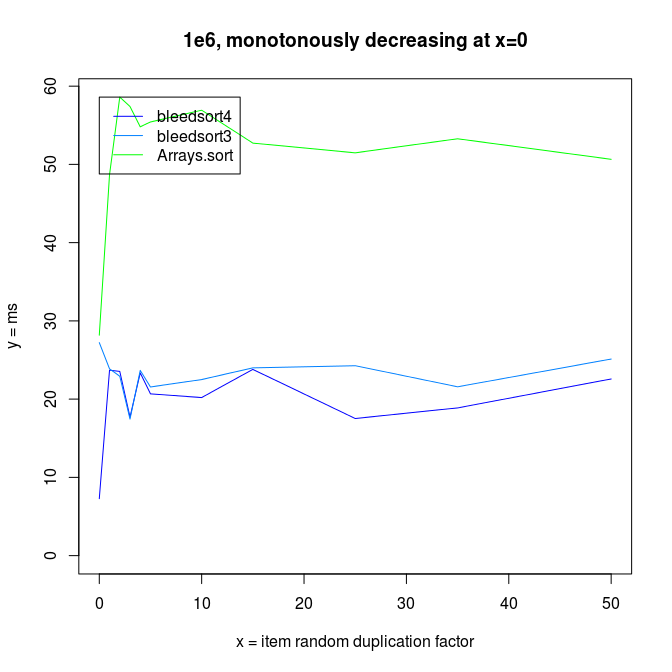 1e6, monotonously decreasing at x=0
bleedsort4
bleedsort3
Arrays.sort
60
50
40
30
20
10
0
y = ms
0 10 20 30 40 50
x = item random duplication factor